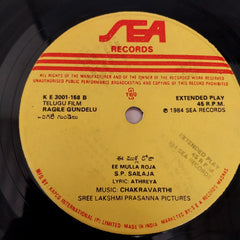 SEA
RECORDS
ALL RIGHTS OF THE MANUFACTURER AND OF THE OWNER OF THE RECORDED WORK RESERVED
UNAUTHORISED PUBLIC PERFORMANCE BROADCASTING AND COPYING OF THIS RECORD PROHIBITED
K E 3001-168 B
TELUGU FILM
RAGILE GUNDELU
రగిలే గుండెలు
EXTENDED PLAY
45 R.P.M.
℗ 1984 SEA RECORDS
ఈ ముళ్ల రోజా
EE MULLA ROJA
S.P. SAILAJA
LYRIC: ATHREYA
MUSIC: CHAKRAVARTHI
SREE LAKSHMI PRASANNA PICTURES
MADE IN INDIA